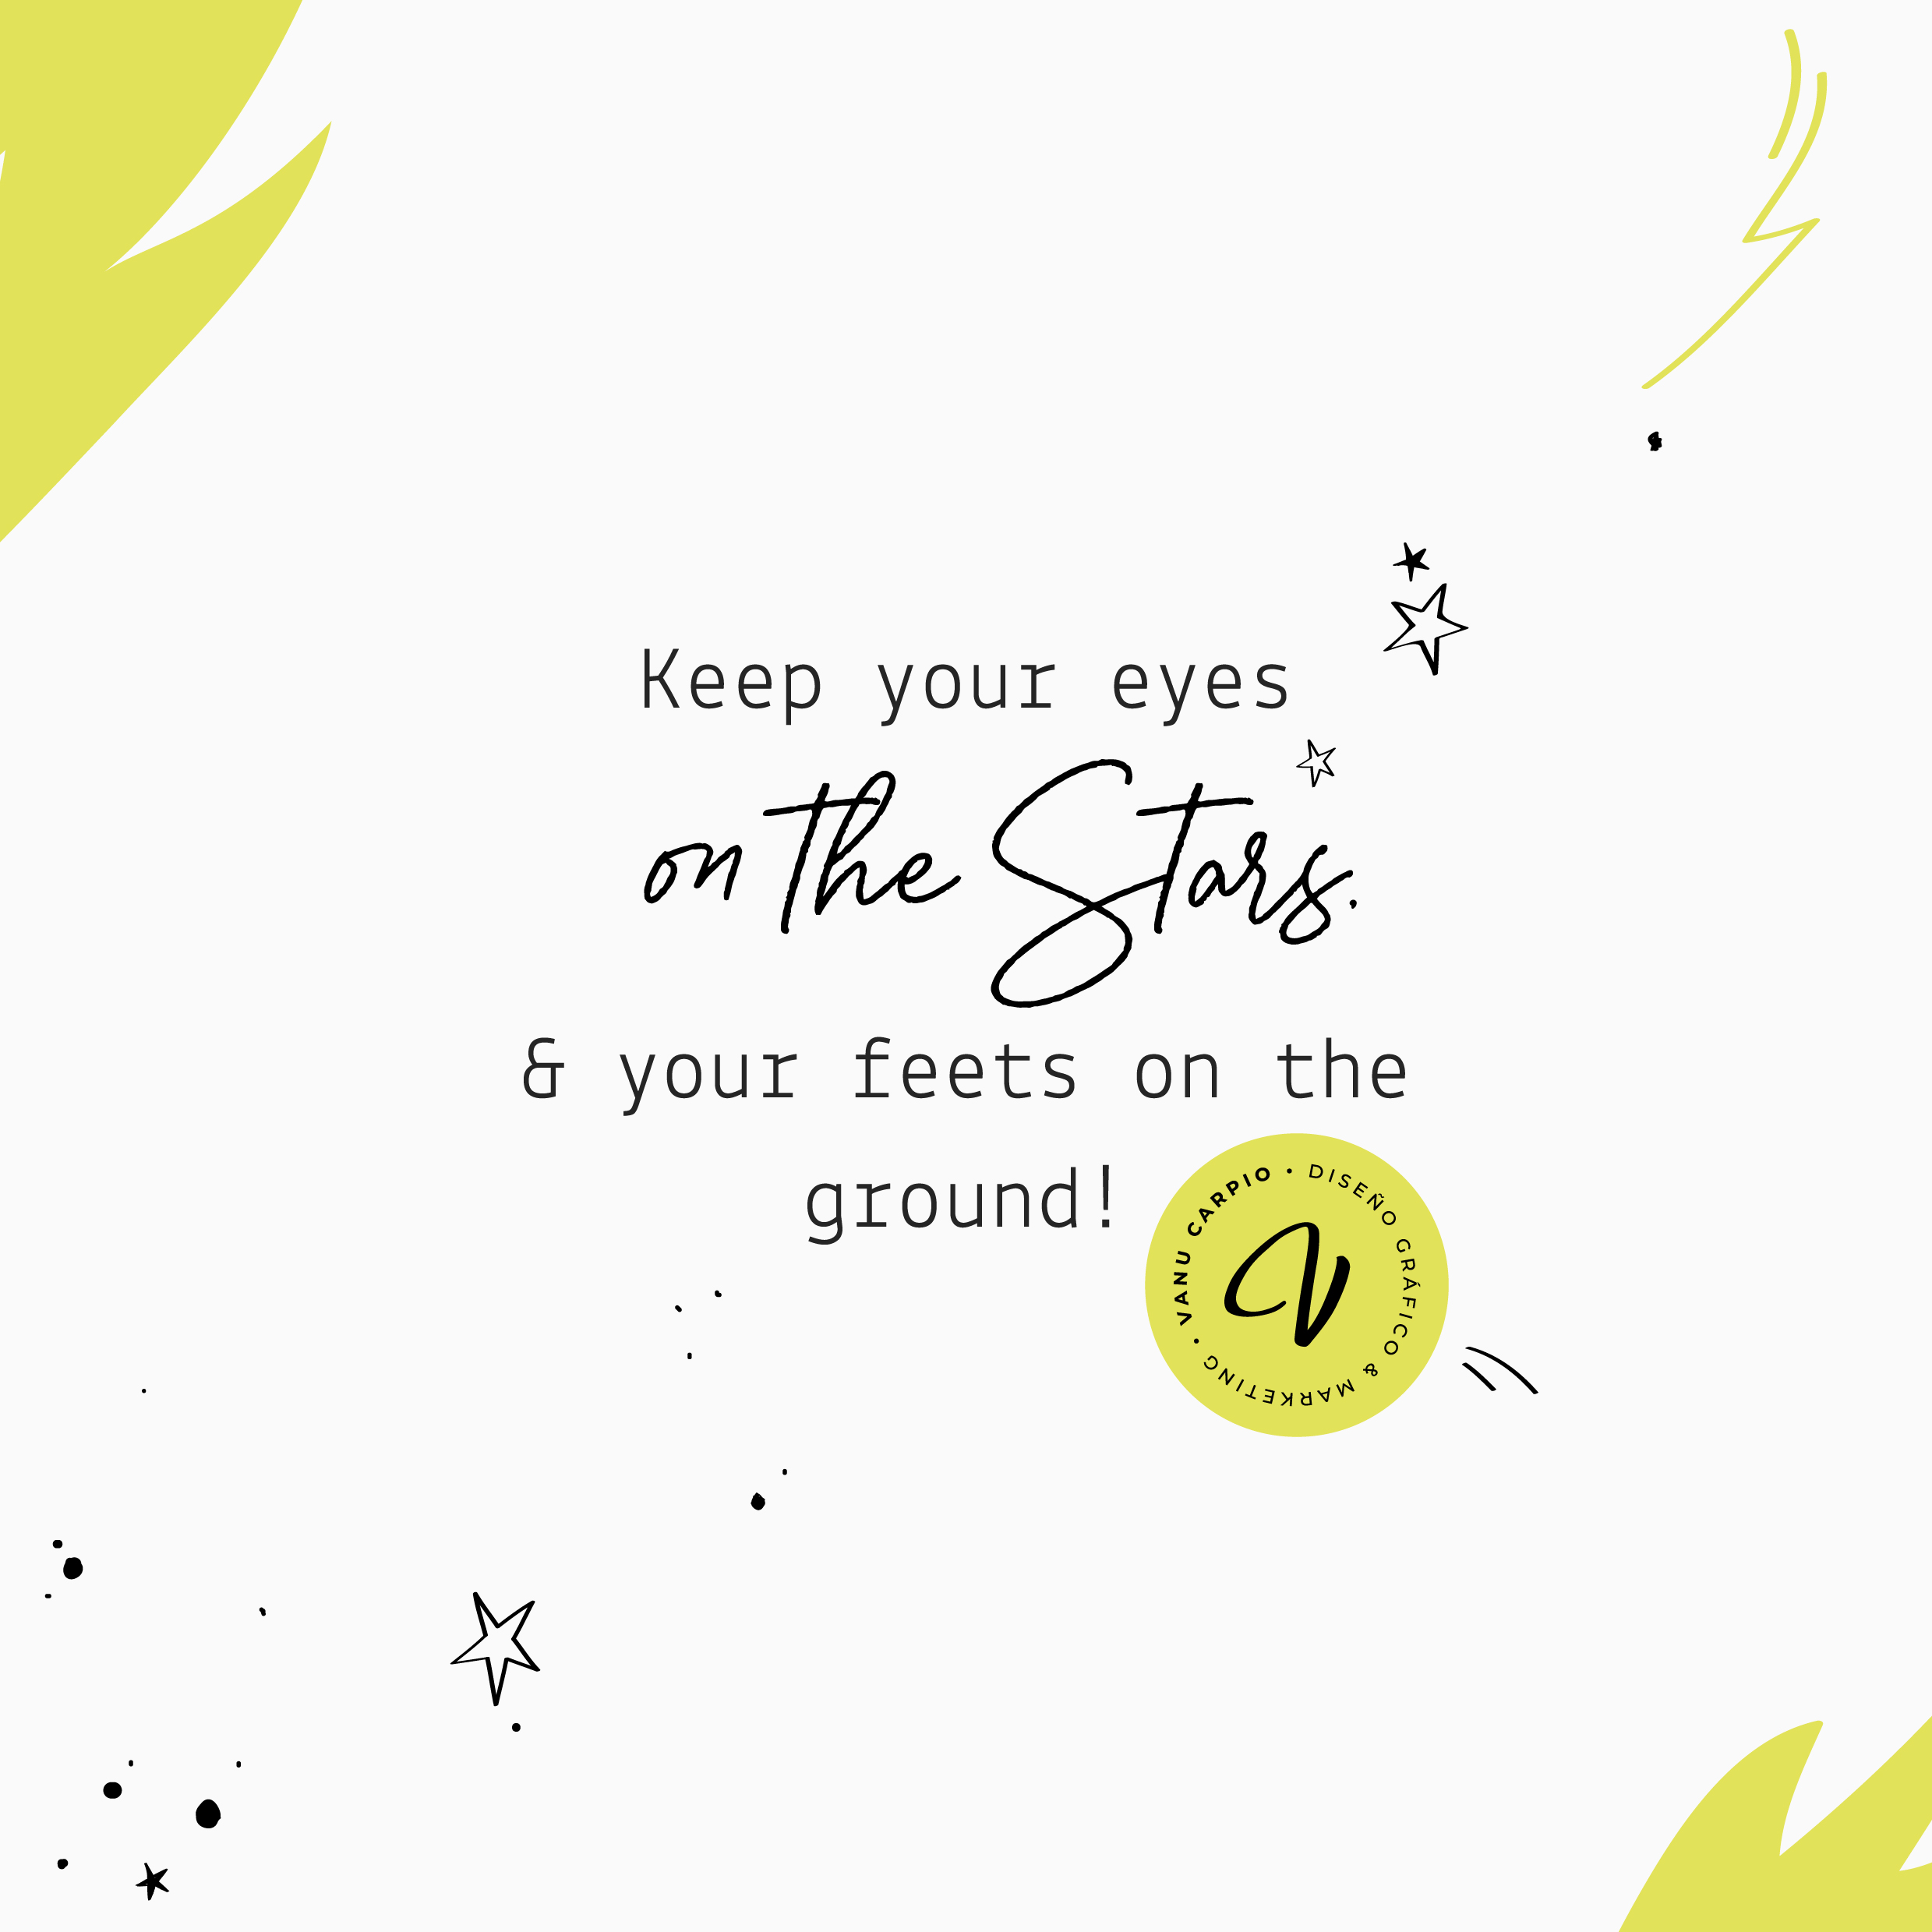 Keep your eyes
on the Stars.
& your feets on the
ground!
VANU CARPIO • DISEÑO GRÁFICO & MARKETING •